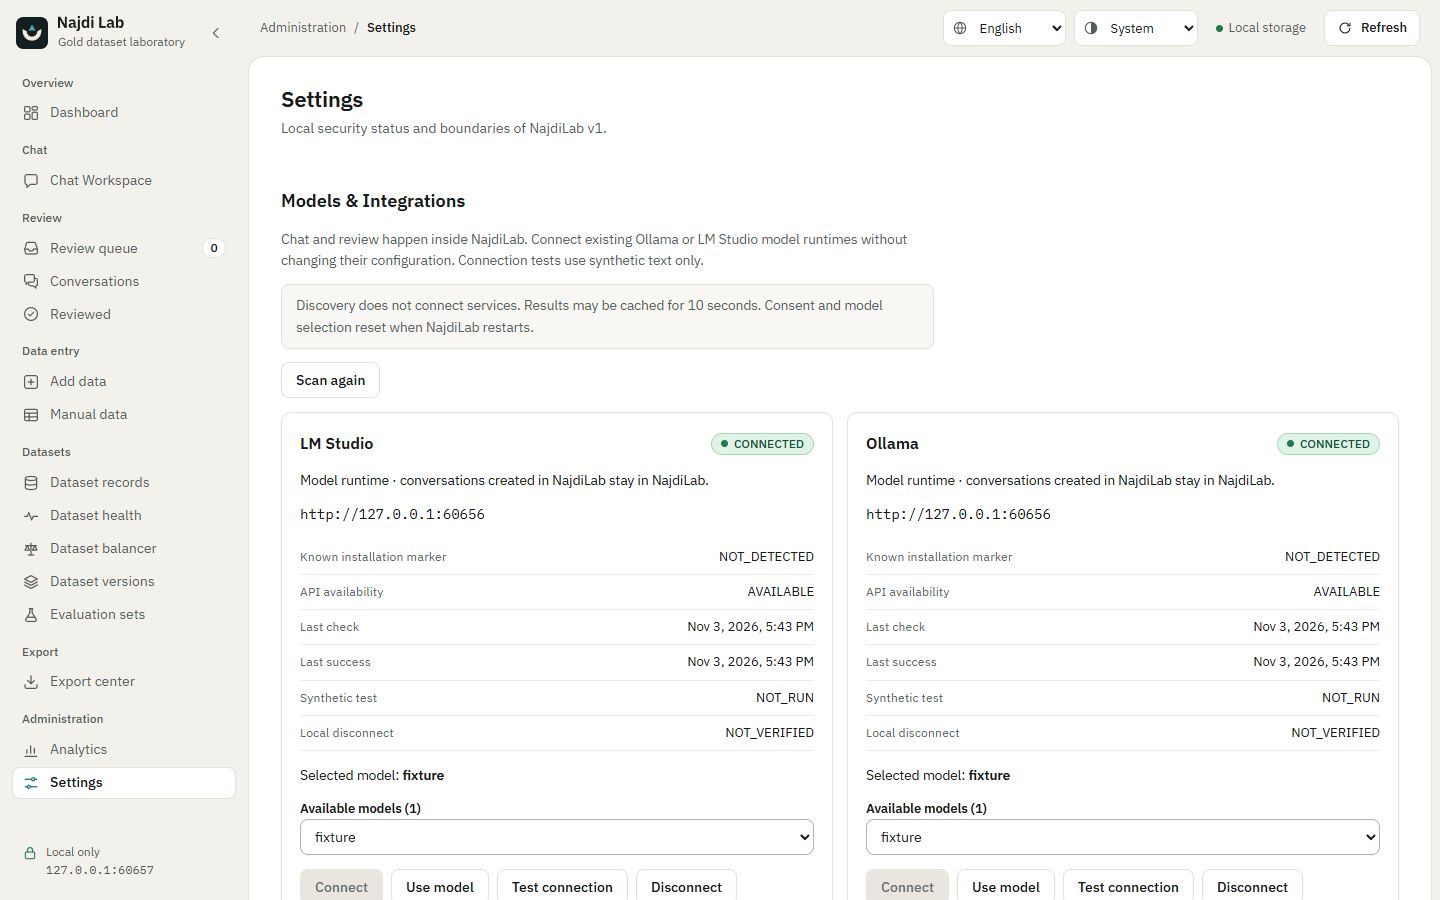 Najdi Lab
Gold dataset laboratory
Overview
Dashboard
Chat
Chat Workspace
Review
Review queue 0
Conversations
Reviewed
Data entry
Add data
Manual data
Datasets
Dataset records
Dataset health
Dataset balancer
Dataset versions
Evaluation sets
Export
Export center
Administration
Analytics
Settings
Local only
127.0.0.1:60657
Administration / Settings
English
System
Local storage
Refresh
Settings
Local security status and boundaries of NajdiLab v1.
Models & Integrations
Chat and review happen inside NajdiLab. Connect existing Ollama or LM Studio model runtimes without
changing their configuration. Connection tests use synthetic text only.
Discovery does not connect services. Results may be cached for 10 seconds. Consent and model
selection reset when NajdiLab restarts.
Scan again
LM Studio CONNECTED
Model runtime · conversations created in NajdiLab stay in NajdiLab.
http://127.0.0.1:60656
Known installation marker NOT_DETECTED
API availability AVAILABLE
Last check Nov 3, 2026, 5:43 PM
Last success Nov 3, 2026, 5:43 PM
Synthetic test NOT_RUN
Local disconnect NOT_VERIFIED
Selected model: fixture
Available models (1)
fixture
Connect Use model Test connection Disconnect
Ollama CONNECTED
Model runtime · conversations created in NajdiLab stay in NajdiLab.
http://127.0.0.1:60656
Known installation marker NOT_DETECTED
API availability AVAILABLE
Last check Nov 3, 2026, 5:43 PM
Last success Nov 3, 2026, 5:43 PM
Synthetic test NOT_RUN
Local disconnect NOT_VERIFIED
Selected model: fixture
Available models (1)
fixture
Connect Use model Test connection Disconnect